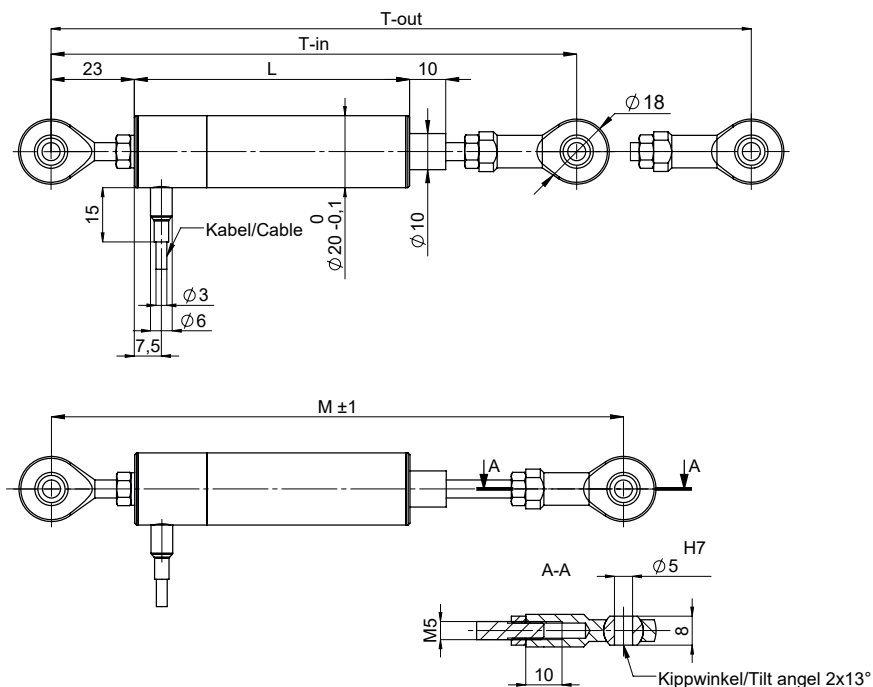 T-out
T-in
23
L
10
∅18
15
Kabel/Cable
∅20 0 -0,1
∅10
∅3
∅6
7,5
M ±1
A
A
H7
A-A
∅5
M5
8
10
Kippwinkel/Tilt angel 2x13°